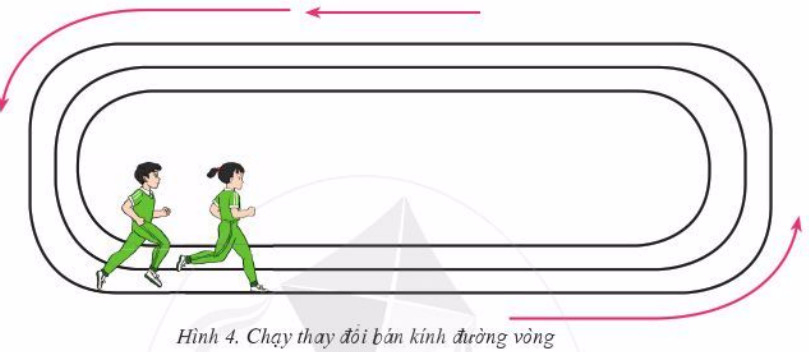 Hình 4. Chạy thay đổi bán kính đường vòng